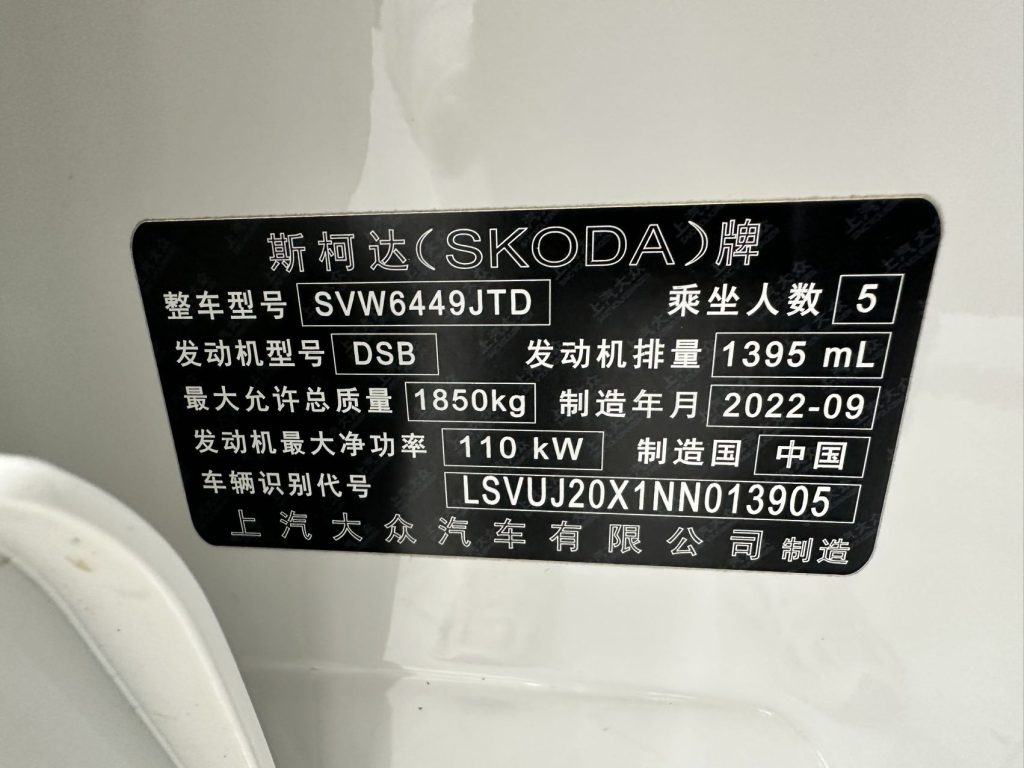 斯柯达(SKODA)牌
整车型号 SVW6449JTD 乘坐人数 5
发动机型号 DSB 发动机排量 1395 mL
最大允许总质量 1850kg 制造年月 2022-09
发动机最大净功率 110 kW 制造国 中国
车辆识别代号 LSVUJ20X1NN013905
上汽大众汽车有限公司 制造